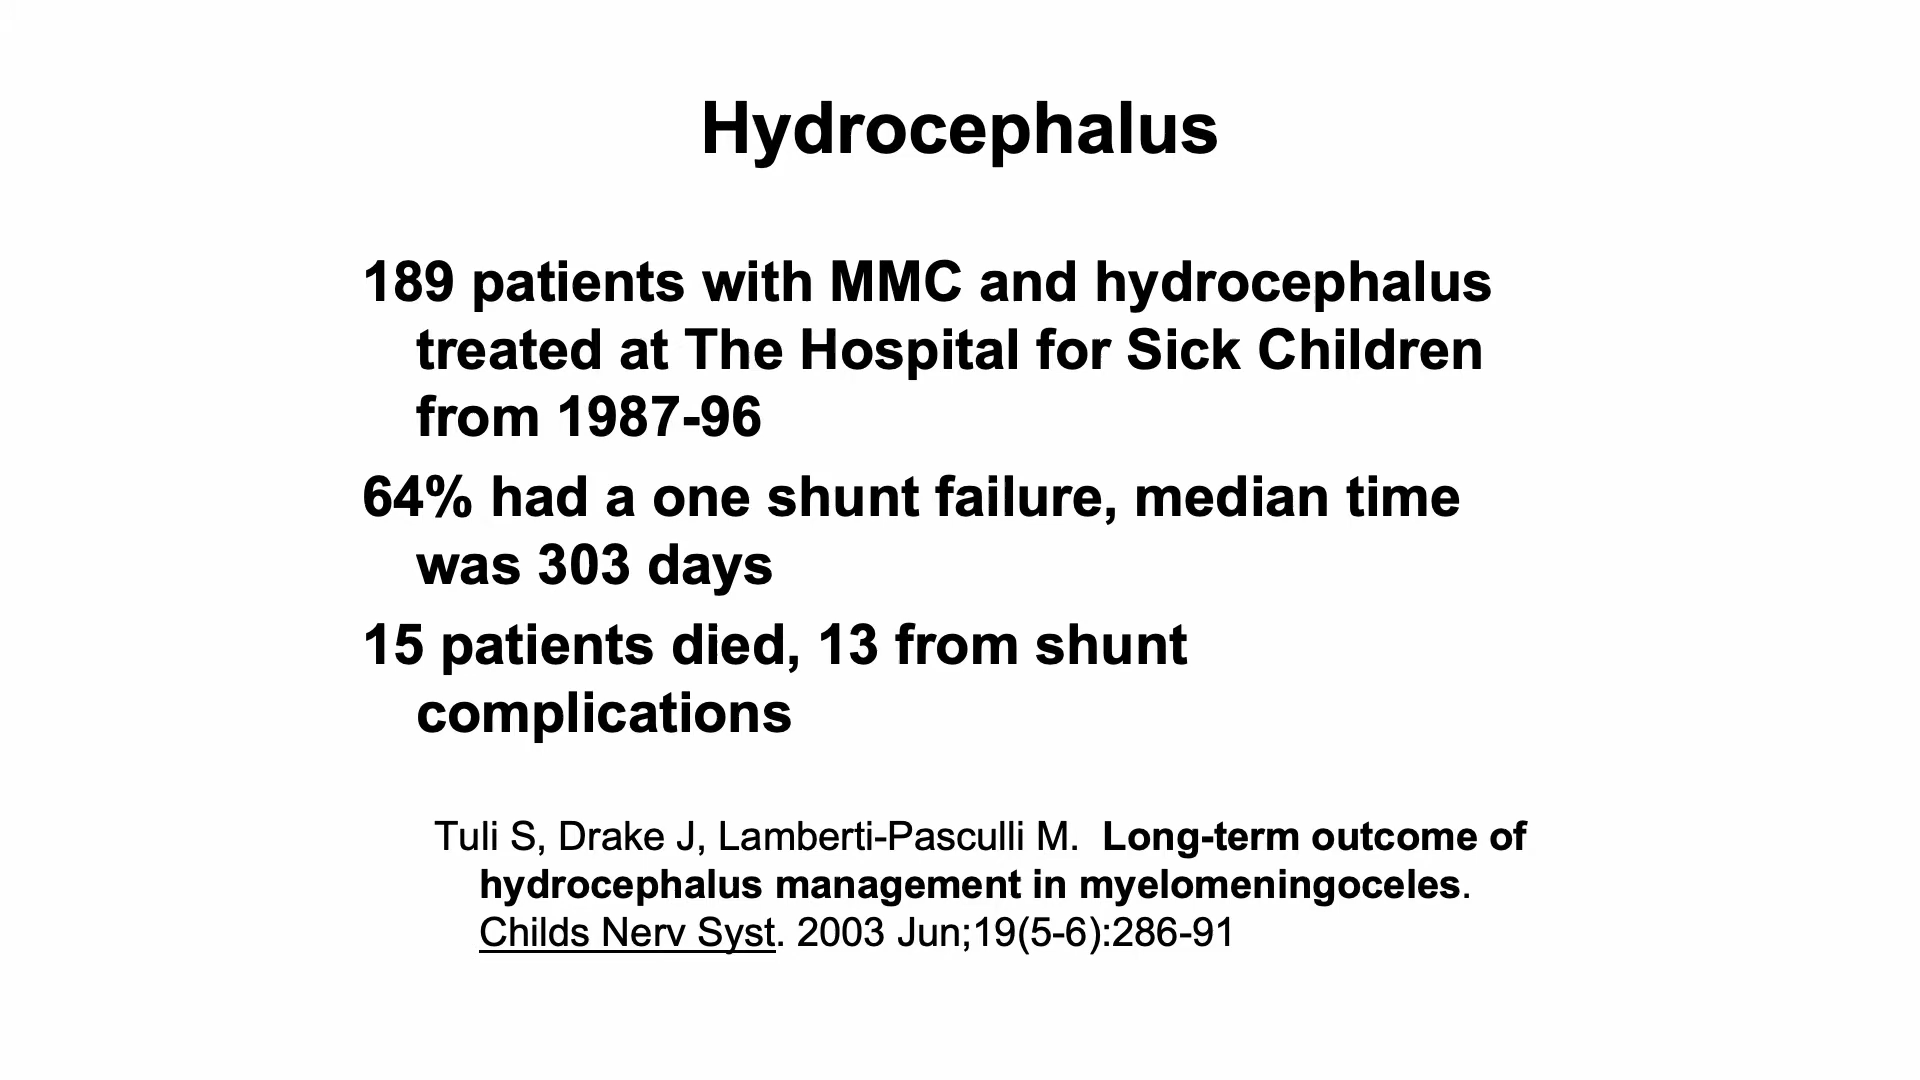 Hydrocephalus
189 patients with MMC and hydrocephalus
treated at The Hospital for Sick Children
from 1987-96
64% had a one shunt failure, median time
was 303 days
15 patients died, 13 from shunt
complications
Tuli S, Drake J, Lamberti-Pasculli M.  Long-term outcome of
hydrocephalus management in myelomeningoceles.
Childs Nerv Syst. 2003 Jun;19(5-6):286-91